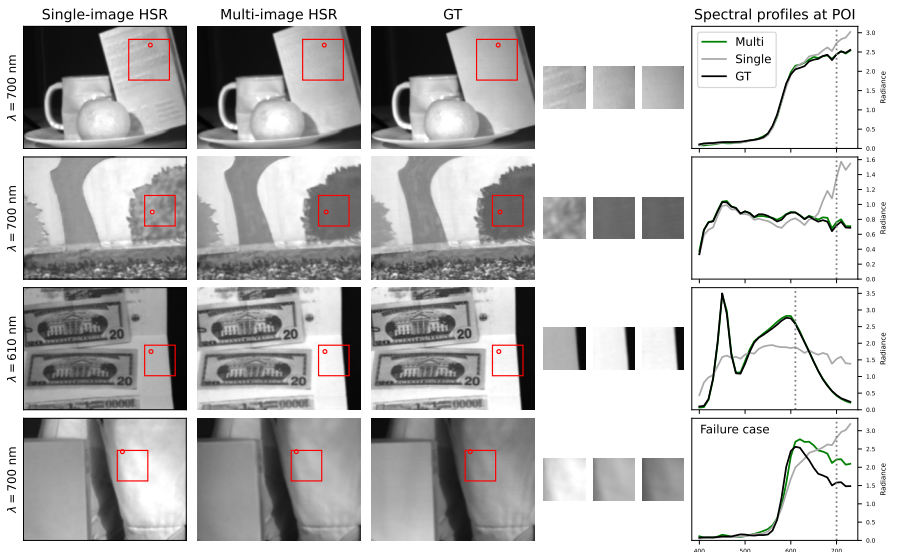 Single-image HSR Multi-image HSR GT Spectral profiles at POI
λ = 700 nm
Multi
Single
GT
3.0
2.5
2.0
1.5
1.0
0.5
0.0
Radiance
λ = 700 nm
1.6
1.4
1.2
1.0
0.8
0.6
0.4
0.2
0.0
Radiance
λ = 610 nm
20 20 20
20 20 20
3.5
3.0
2.5
2.0
1.5
1.0
0.5
0.0
Radiance
λ = 700 nm
Failure case
3.0
2.5
2.0
1.5
1.0
0.5
0.0
Radiance
400 500 600 700